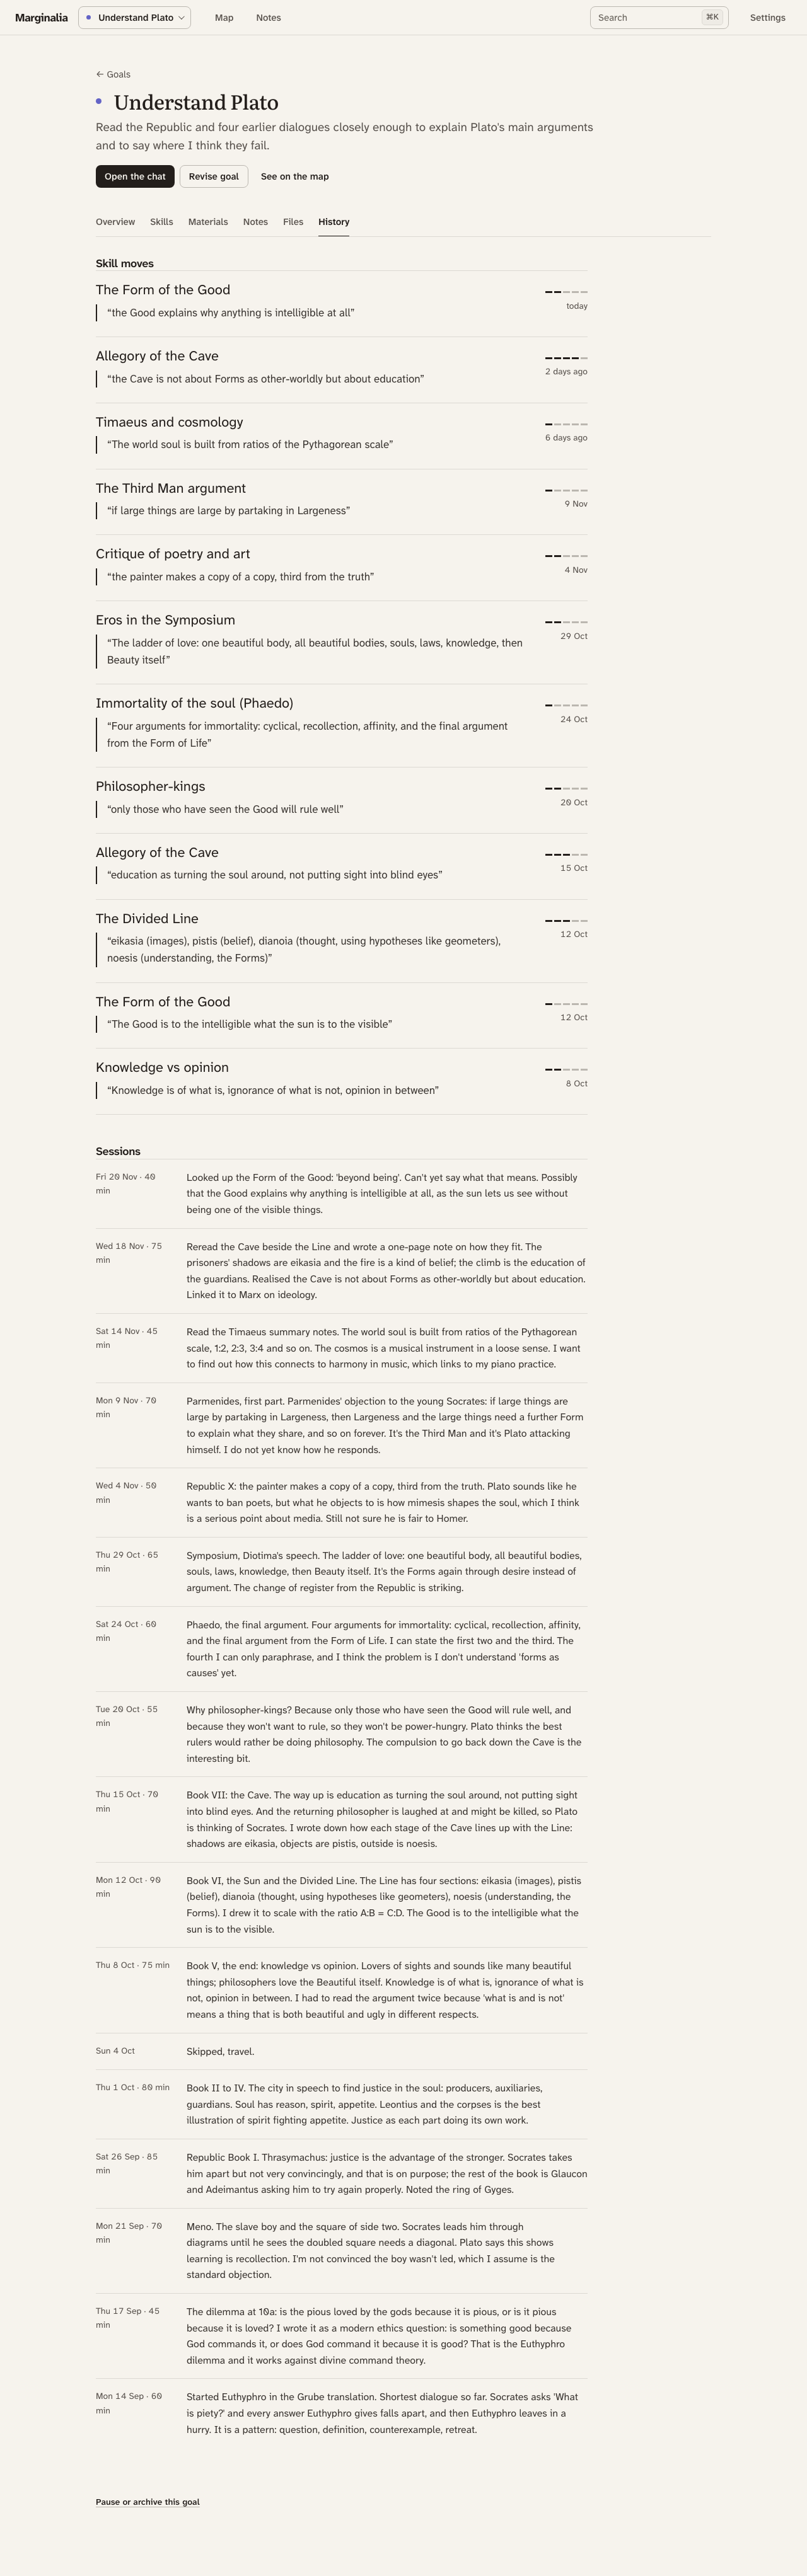 Marginalia
Understand Plato
Map
Notes
Search
⌘K
Settings
← Goals
Understand Plato
Read the Republic and four earlier dialogues closely enough to explain Plato's main arguments
and to say where I think they fail.
Open the chat
Revise goal
See on the map
Overview
Skills
Materials
Notes
Files
History
Skill moves
The Form of the Good
“the Good explains why anything is intelligible at all”
today
Allegory of the Cave
“the Cave is not about Forms as other-worldly but about education”
2 days ago
Timaeus and cosmology
“The world soul is built from ratios of the Pythagorean scale”
6 days ago
The Third Man argument
“if large things are large by partaking in Largeness”
9 Nov
Critique of poetry and art
“the painter makes a copy of a copy, third from the truth”
4 Nov
Eros in the Symposium
“The ladder of love: one beautiful body, all beautiful bodies, souls, laws, knowledge, then
Beauty itself”
29 Oct
Immortality of the soul (Phaedo)
“Four arguments for immortality: cyclical, recollection, affinity, and the final argument
from the Form of Life”
24 Oct
Philosopher-kings
“only those who have seen the Good will rule well”
20 Oct
Allegory of the Cave
“education as turning the soul around, not putting sight into blind eyes”
15 Oct
The Divided Line
“eikasia (images), pistis (belief), dianoia (thought, using hypotheses like geometers),
noesis (understanding, the Forms)”
12 Oct
The Form of the Good
“The Good is to the intelligible what the sun is to the visible”
12 Oct
Knowledge vs opinion
“Knowledge is of what is, ignorance of what is not, opinion in between”
8 Oct
Sessions
Fri 20 Nov · 40
min
Looked up the Form of the Good: 'beyond being'. Can't yet say what that means. Possibly
that the Good explains why anything is intelligible at all, as the sun lets us see without
being one of the visible things.
Wed 18 Nov · 75
min
Reread the Cave beside the Line and wrote a one-page note on how they fit. The
prisoners' shadows are eikasia and the fire is a kind of belief; the climb is the education of
the guardians. Realised the Cave is not about Forms as other-worldly but about education.
Linked it to Marx on ideology.
Sat 14 Nov · 45
min
Read the Timaeus summary notes. The world soul is built from ratios of the Pythagorean
scale, 1:2, 2:3, 3:4 and so on. The cosmos is a musical instrument in a loose sense. I want
to find out how this connects to harmony in music, which links to my piano practice.
Mon 9 Nov · 70
min
Parmenides, first part. Parmenides' objection to the young Socrates: if large things are
large by partaking in Largeness, then Largeness and the large things need a further Form
to explain what they share, and so on forever. It's the Third Man and it's Plato attacking
himself. I do not yet know how he responds.
Wed 4 Nov · 50
min
Republic X: the painter makes a copy of a copy, third from the truth. Plato sounds like he
wants to ban poets, but what he objects to is how mimesis shapes the soul, which I think
is a serious point about media. Still not sure he is fair to Homer.
Thu 29 Oct · 65
min
Symposium, Diotima's speech. The ladder of love: one beautiful body, all beautiful bodies,
souls, laws, knowledge, then Beauty itself. It's the Forms again through desire instead of
argument. The change of register from the Republic is striking.
Sat 24 Oct · 60
min
Phaedo, the final argument. Four arguments for immortality: cyclical, recollection, affinity,
and the final argument from the Form of Life. I can state the first two and the third. The
fourth I can only paraphrase, and I think the problem is I don't understand 'forms as
causes' yet.
Tue 20 Oct · 55
min
Why philosopher-kings? Because only those who have seen the Good will rule well, and
because they won't want to rule, so they won't be power-hungry. Plato thinks the best
rulers would rather be doing philosophy. The compulsion to go back down the Cave is the
interesting bit.
Thu 15 Oct · 70
min
Book VII: the Cave. The way up is education as turning the soul around, not putting sight
into blind eyes. And the returning philosopher is laughed at and might be killed, so Plato
is thinking of Socrates. I wrote down how each stage of the Cave lines up with the Line:
shadows are eikasia, objects are pistis, outside is noesis.
Mon 12 Oct · 90
min
Book VI, the Sun and the Divided Line. The Line has four sections: eikasia (images), pistis
(belief), dianoia (thought, using hypotheses like geometers), noesis (understanding, the
Forms). I drew it to scale with the ratio A:B = C:D. The Good is to the intelligible what the
sun is to the visible.
Thu 8 Oct · 75 min
Book V, the end: knowledge vs opinion. Lovers of sights and sounds like many beautiful
things; philosophers love the Beautiful itself. Knowledge is of what is, ignorance of what is
not, opinion in between. I had to read the argument twice because 'what is and is not'
means a thing that is both beautiful and ugly in different respects.
Sun 4 Oct
Skipped, travel.
Thu 1 Oct · 80 min
Book II to IV. The city in speech to find justice in the soul: producers, auxiliaries,
guardians. Soul has reason, spirit, appetite. Leontius and the corpses is the best
illustration of spirit fighting appetite. Justice as each part doing its own work.
Sat 26 Sep · 85
min
Republic Book I. Thrasymachus: justice is the advantage of the stronger. Socrates takes
him apart but not very convincingly, and that is on purpose; the rest of the book is Glaucon
and Adeimantus asking him to try again properly. Noted the ring of Gyges.
Mon 21 Sep · 70
min
Meno. The slave boy and the square of side two. Socrates leads him through
diagrams until he sees the doubled square needs a diagonal. Plato says this shows
learning is recollection. I'm not convinced the boy wasn't led, which I assume is the
standard objection.
Thu 17 Sep · 45
min
The dilemma at 10a: is the pious loved by the gods because it is pious, or is it pious
because it is loved? I wrote it as a modern ethics question: is something good because
God commands it, or does God command it because it is good? That is the Euthyphro
dilemma and it works against divine command theory.
Mon 14 Sep · 60
min
Started Euthyphro in the Grube translation. Shortest dialogue so far. Socrates asks 'What
is piety?' and every answer Euthyphro gives falls apart, and then Euthyphro leaves in a
hurry. It is a pattern: question, definition, counterexample, retreat.
Pause or archive this goal